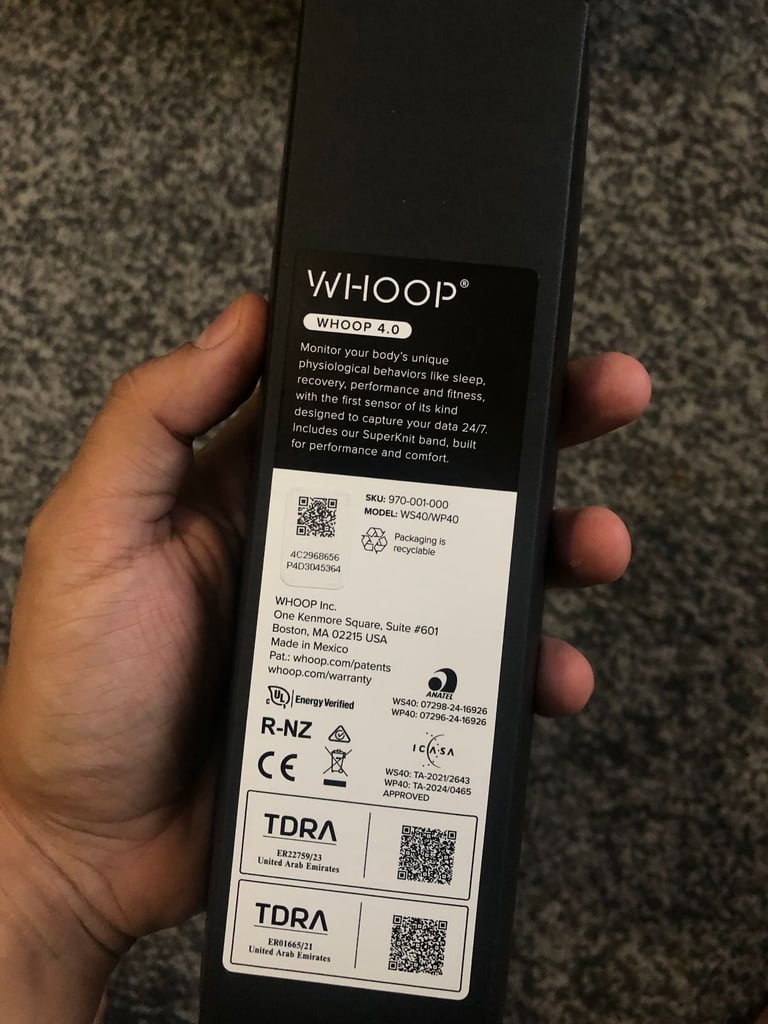 WHOOP®
WHOOP 4.0
Monitor your body's unique
physiological behaviors like sleep,
recovery, performance and fitness,
with the first sensor of its kind
designed to capture your data 24/7.
Includes our SuperKnit band, built
for performance and comfort.
SKU: 970-001-000
MODEL: WS40/WP40
Packaging is
recyclable
4C2968656
P4D3045364
WHOOP Inc.
One Kenmore Square, Suite #601
Boston, MA 02215 USA
Made in Mexico
Pat.: whoop.com/patents
whoop.com/warranty
c UL Energy Verified
R-NZ
CE
ANATEL
WS40: 07298-24-16926
WP40: 07296-24-16926
ICASA
WS40: TA-2021/2643
WP40: TA-2024/0465
APPROVED
TDRA
ER22759/23
United Arab Emirates
TDRA
ER01665/21
United Arab Emirates